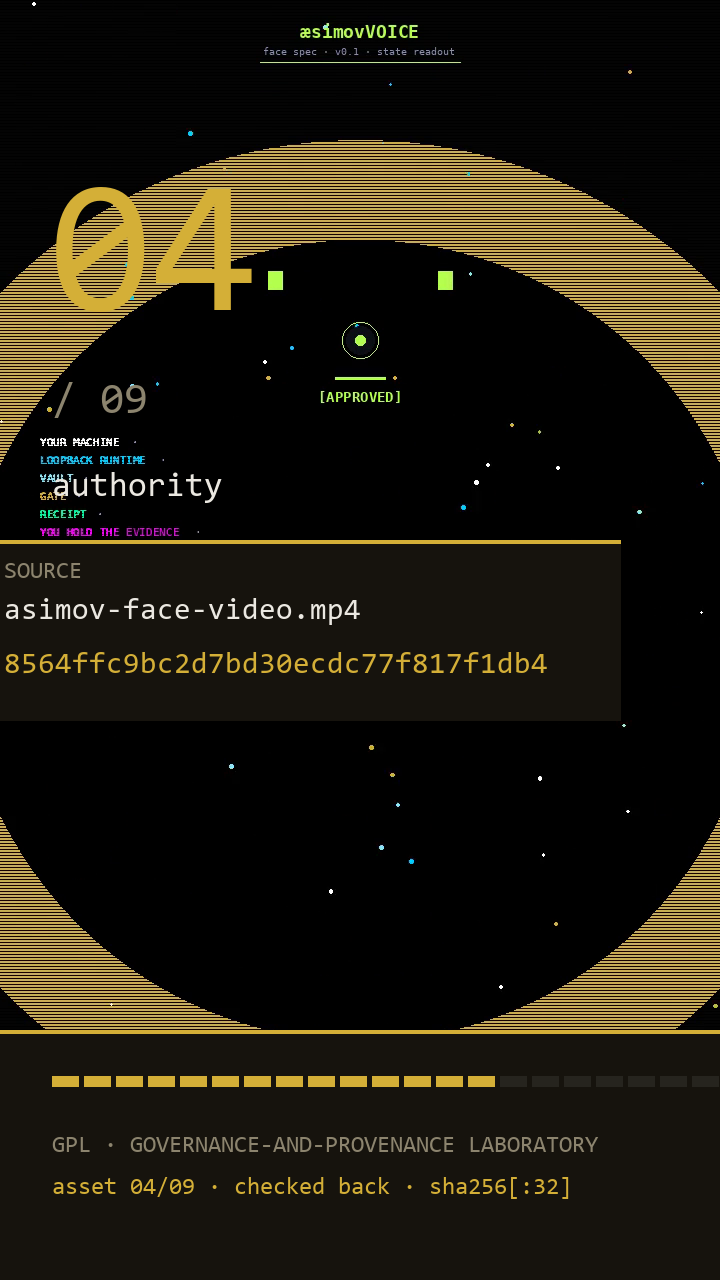 æsimovVOICE
face spec · v0.1 · state readout
04
/ 09
[APPROVED]
YOUR MACHINE ·
LOOPBACK RUNTIME ·
VAULT
authority
GATE
RECEIPT ·
YOU HOLD THE EVIDENCE ·
SOURCE
asimov-face-video.mp4
8564ffc9bc2d7bd30ecdc77f817f1db4
GPL · GOVERNANCE-AND-PROVENANCE LABORATORY
asset 04/09 · checked back · sha256[:32]